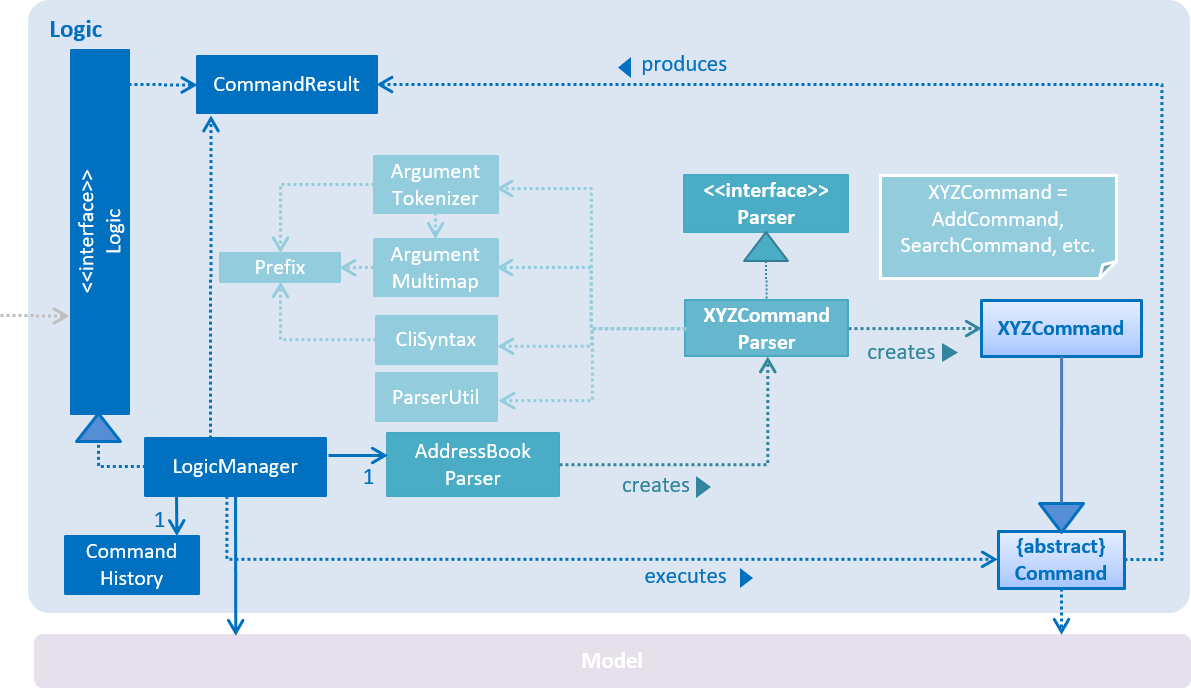 Logic
<<interface>>
Logic
CommandResult
produces
Argument
Tokenizer
<<interface>>
Parser
XYZCommand =
AddCommand,
SearchCommand, etc.
Prefix
Argument
Multimap
CliSyntax
XYZCommand
Parser
XYZCommand
creates
ParserUtil
LogicManager
1
AddressBook
Parser
creates
1
Command
History
executes
{abstract}
Command
Model